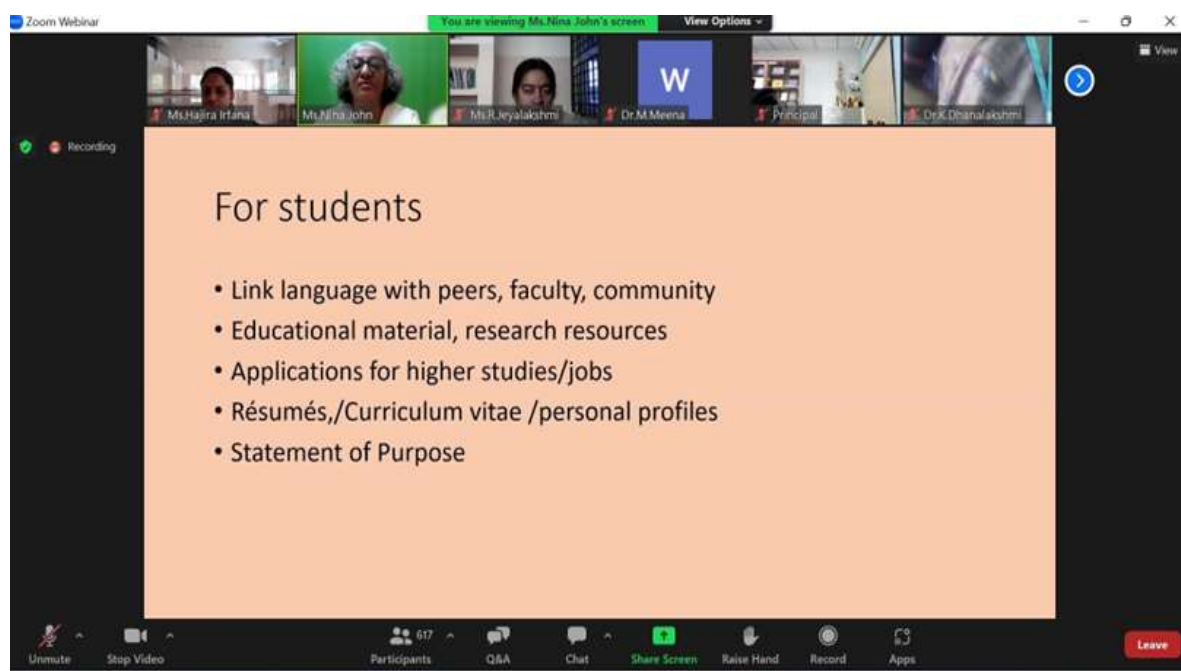 Zoom Webinar
You are viewing Ms.Nina John's screen
View Options
View
Ms.Hajira Irfana
Ms.Nina John
Ms.R.Jeyalakshmi
W
Dr.M.Meena
Principal
Dr.K.Dhanalakshmi
Recording
For students
• Link language with peers, faculty, community
• Educational material, research resources
• Applications for higher studies/jobs
• Résumés,/Curriculum vitae /personal profiles
• Statement of Purpose
617
Unmute
Stop Video
Participants
Q&A
Chat
Share Screen
Raise Hand
Record
Apps
Leave